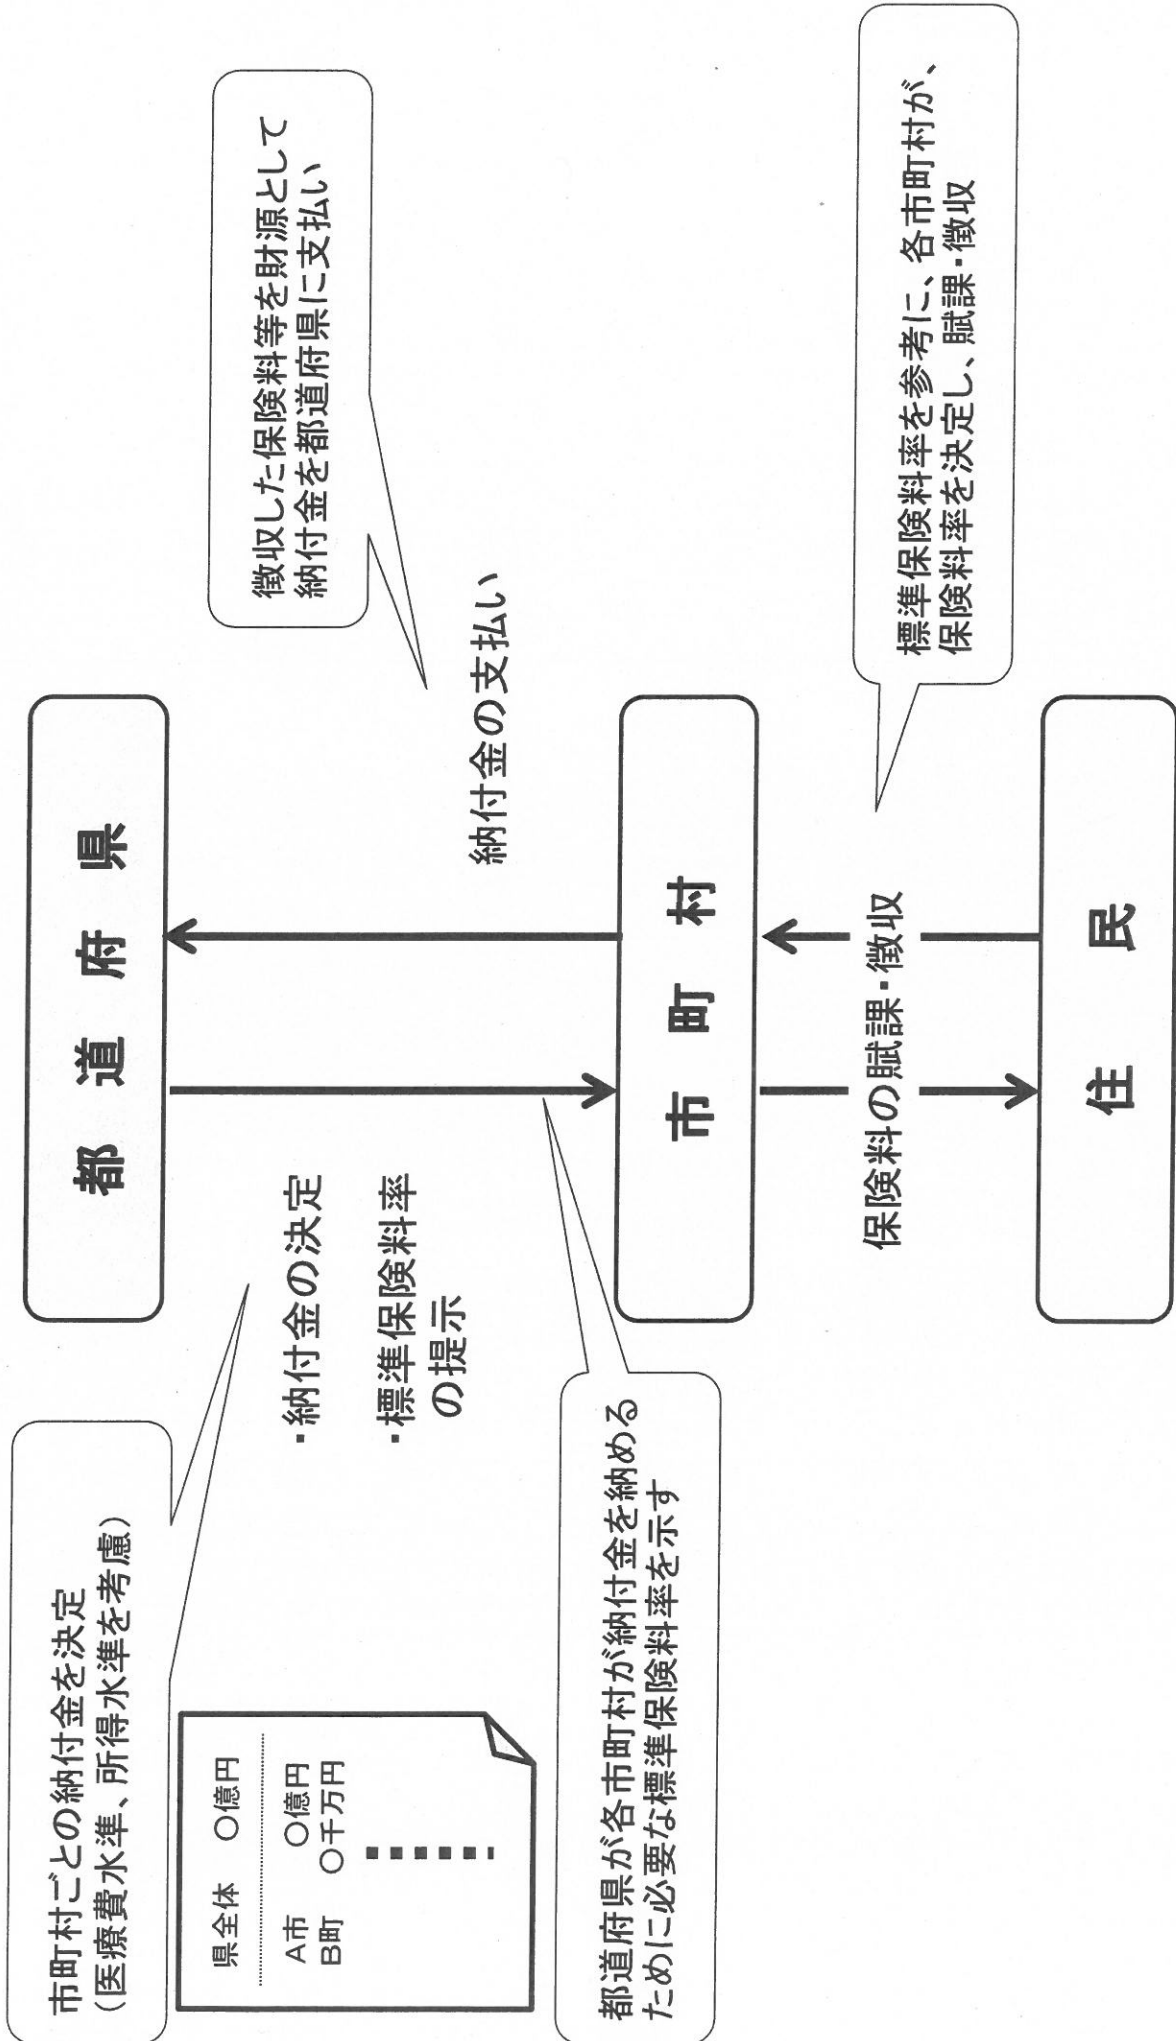 都道府県
市町村ごとの納付金を決定
(医療費水準、所得水準を考慮)
県全体 〇億円
A市 〇億円
B町 〇千万円
・納付金の決定
・標準保険料率
の提示
都道府県が各市町村が納付金を納める
ために必要な標準保険料率を示す
納付金の支払い
徴収した保険料等を財源として
納付金を都道府県に支払い
市町村
保険料の賦課・徴収
標準保険料率を参考に、各市町村が、
保険料率を決定し、賦課・徴収
住民